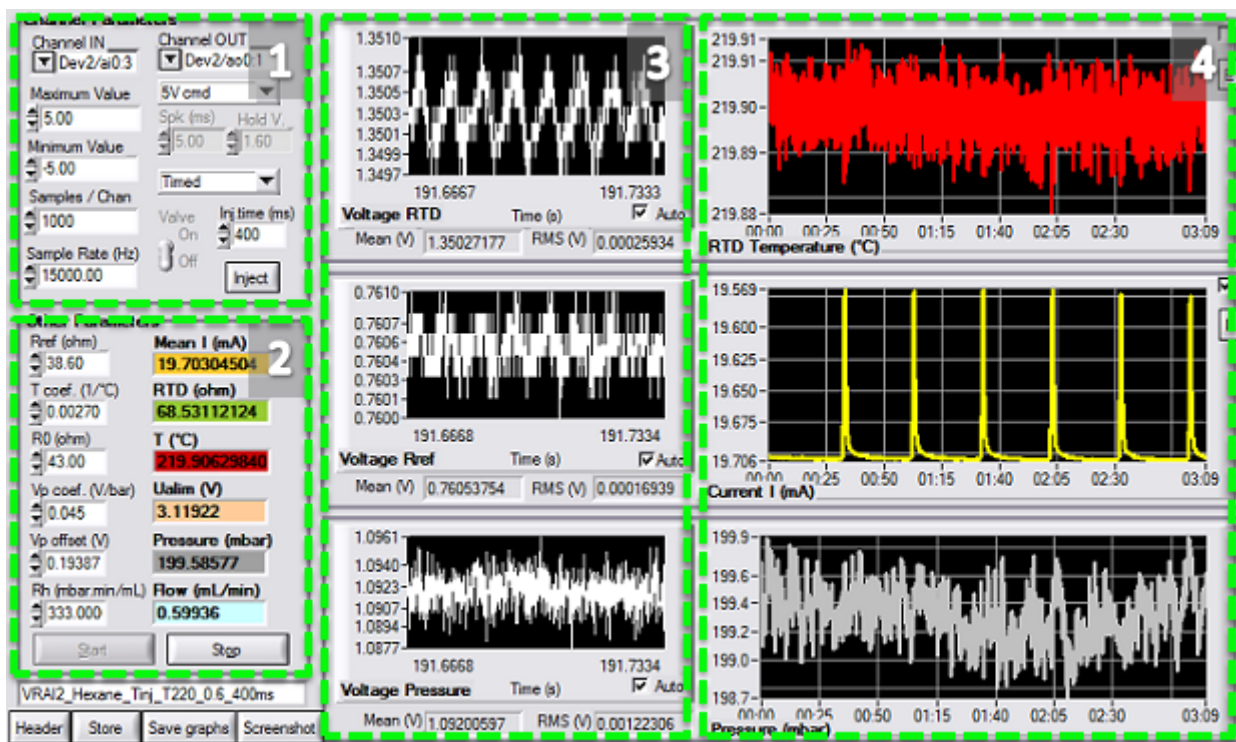 Channel Parameters
1
Channel IN
Channel OUT
Dev2/ai0:3
Dev2/ao0:1
Maximum Value
5V cmd
5.00
Spk (ms)
Hold V.
5.00
1.60
Minimum Value
-5.00
Timed
Samples / Chan
1000
Valve
On
Off
Inj.time (ms)
400
Sample Rate (Hz)
15000.00
Inject
Other Parameters
2
Rref (ohm)
Mean I (mA)
38.60
19.70304504
T coef. (1/°C)
RTD (ohm)
0.00270
68.53112124
R0 (ohm)
T (°C)
43.00
219.90629840
Vp coef. (V/bar)
Ualim (V)
0.045
3.11922
Vp offset (V)
Pressure (mbar)
0.19387
199.58577
Rh (mbar.min/mL)
Flow (mL/min)
333.000
0.59936
Start
Stop
VRAI2_Hexane_Tinj_T220_0.6_400ms
Header
Store
Save graphs
Screenshot
3
1.3510
1.3507
1.3505
1.3503
1.3501
1.3499
1.3497
191.6667
191.7333
Voltage RTD
Time (s)
Auto
Mean (V)
1.35027177
RMS (V)
0.00025934
0.7610
0.7607
0.7606
0.7604
0.7603
0.7601
0.7600
191.6668
191.7334
Voltage Rref
Time (s)
Auto
Mean (V)
0.76053754
RMS (V)
0.00016939
1.0961
1.0940
1.0923
1.0907
1.0894
1.0877
191.6668
191.7334
Voltage Pressure
Time (s)
Auto
Mean (V)
1.09200597
RMS (V)
0.00122306
4
219.91
219.91
219.90
219.89
219.88
00:00
00:25
00:50
01:15
01:40
02:05
02:30
03:09
RTD Temperature (°C)
19.569
19.600
19.625
19.650
19.675
19.706
00:00
00:25
00:50
01:15
01:40
02:05
02:30
03:09
Current I (mA)
199.9
199.6
199.4
199.2
199.0
198.7
00:00
00:25
00:50
01:15
01:40
02:05
02:30
03:09
Pressure (mbar)